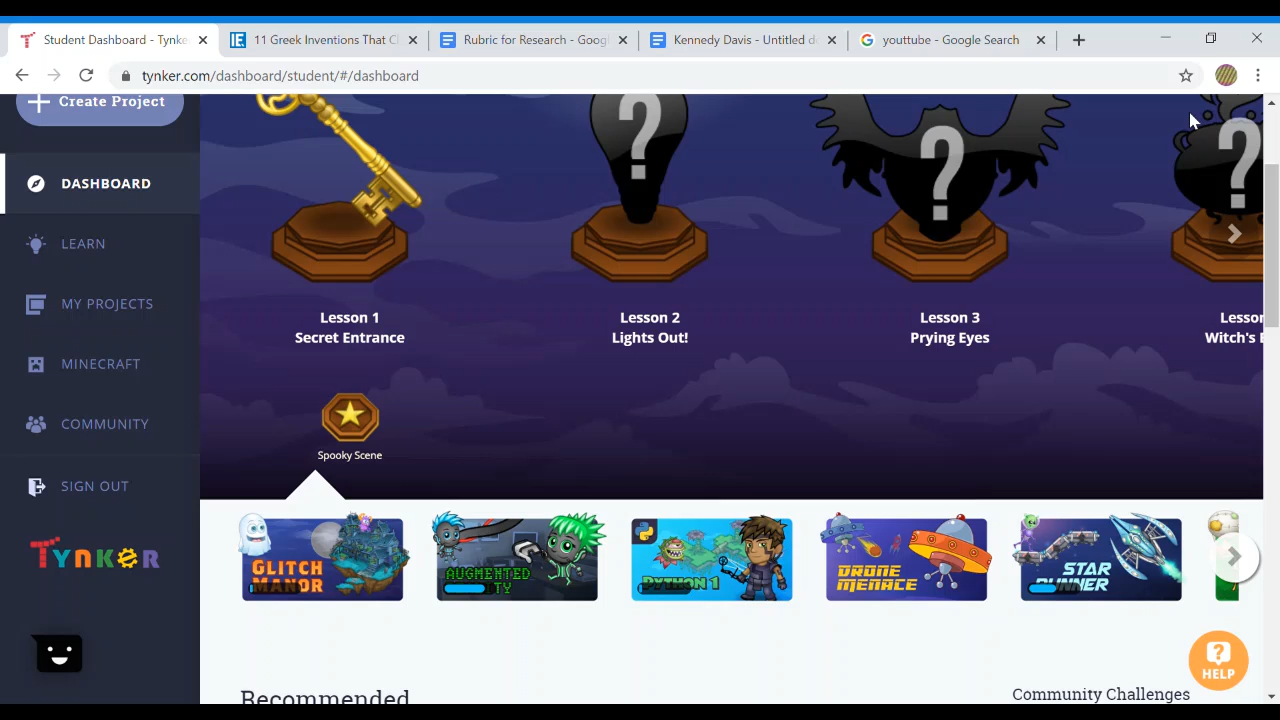 Student Dashboard - Tynke
11 Greek Inventions That C
Rubric for Research - Goog
Kennedy Davis - Untitled d
youttube - Google Search
tynker.com/dashboard/student/#/dashboard
Create Project
DASHBOARD
LEARN
MY PROJECTS
MINECRAFT
COMMUNITY
SIGN OUT
TYNKER
Lesson 1
Secret Entrance
Lesson 2
Lights Out!
Lesson 3
Prying Eyes
Lesson
Witch's
Spooky Scene
GLITCH
MANOR
AUGMENTED
TY
PYTHON 1
DRONE
MENACE
STAR
RUNNER
HELP
Recommended
Community Challenges